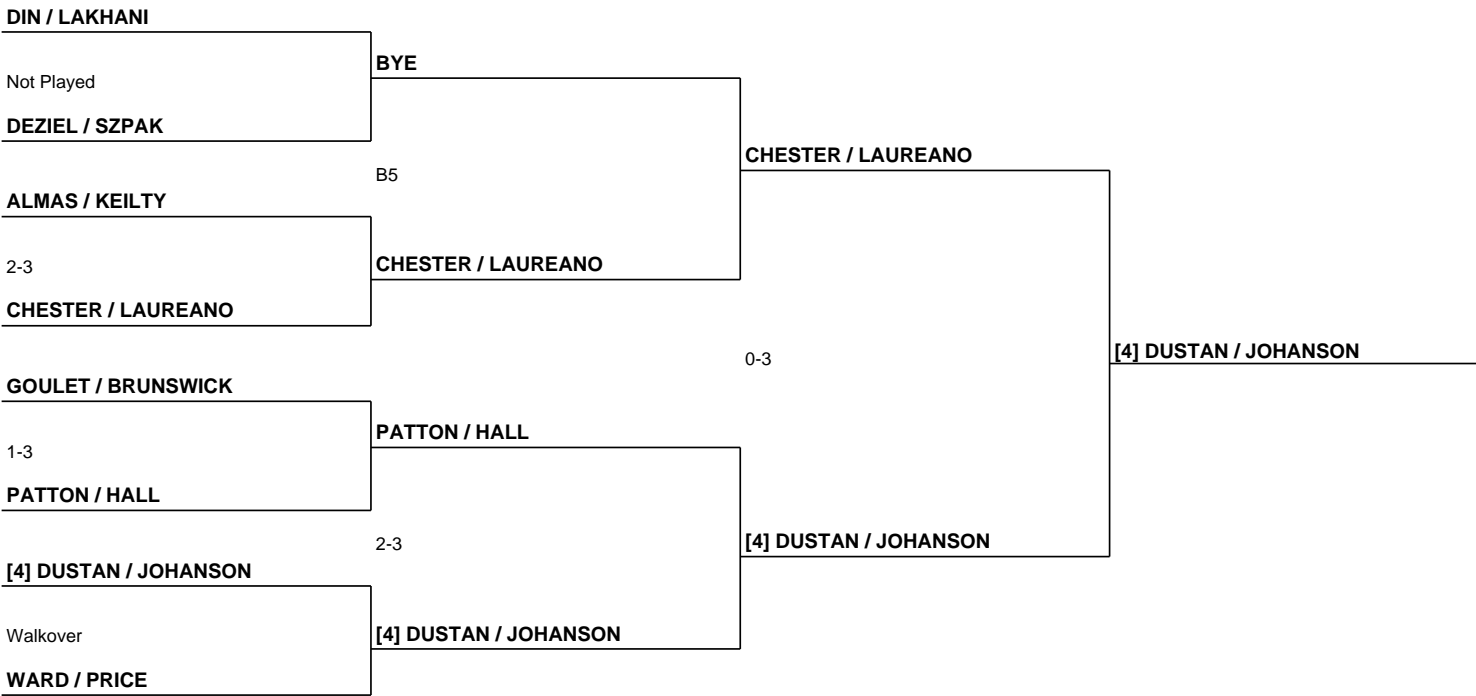 DIN / LAKHANI
Not Played
DEZIEL / SZPAK
ALMAS / KEILTY
2-3
CHESTER / LAUREANO
GOULET / BRUNSWICK
1-3
PATTON / HALL
[4] DUSTAN / JOHANSON
Walkover
WARD / PRICE
BYE
B5
CHESTER / LAUREANO
PATTON / HALL
2-3
[4] DUSTAN / JOHANSON
CHESTER / LAUREANO
0-3
[4] DUSTAN / JOHANSON
[4] DUSTAN / JOHANSON